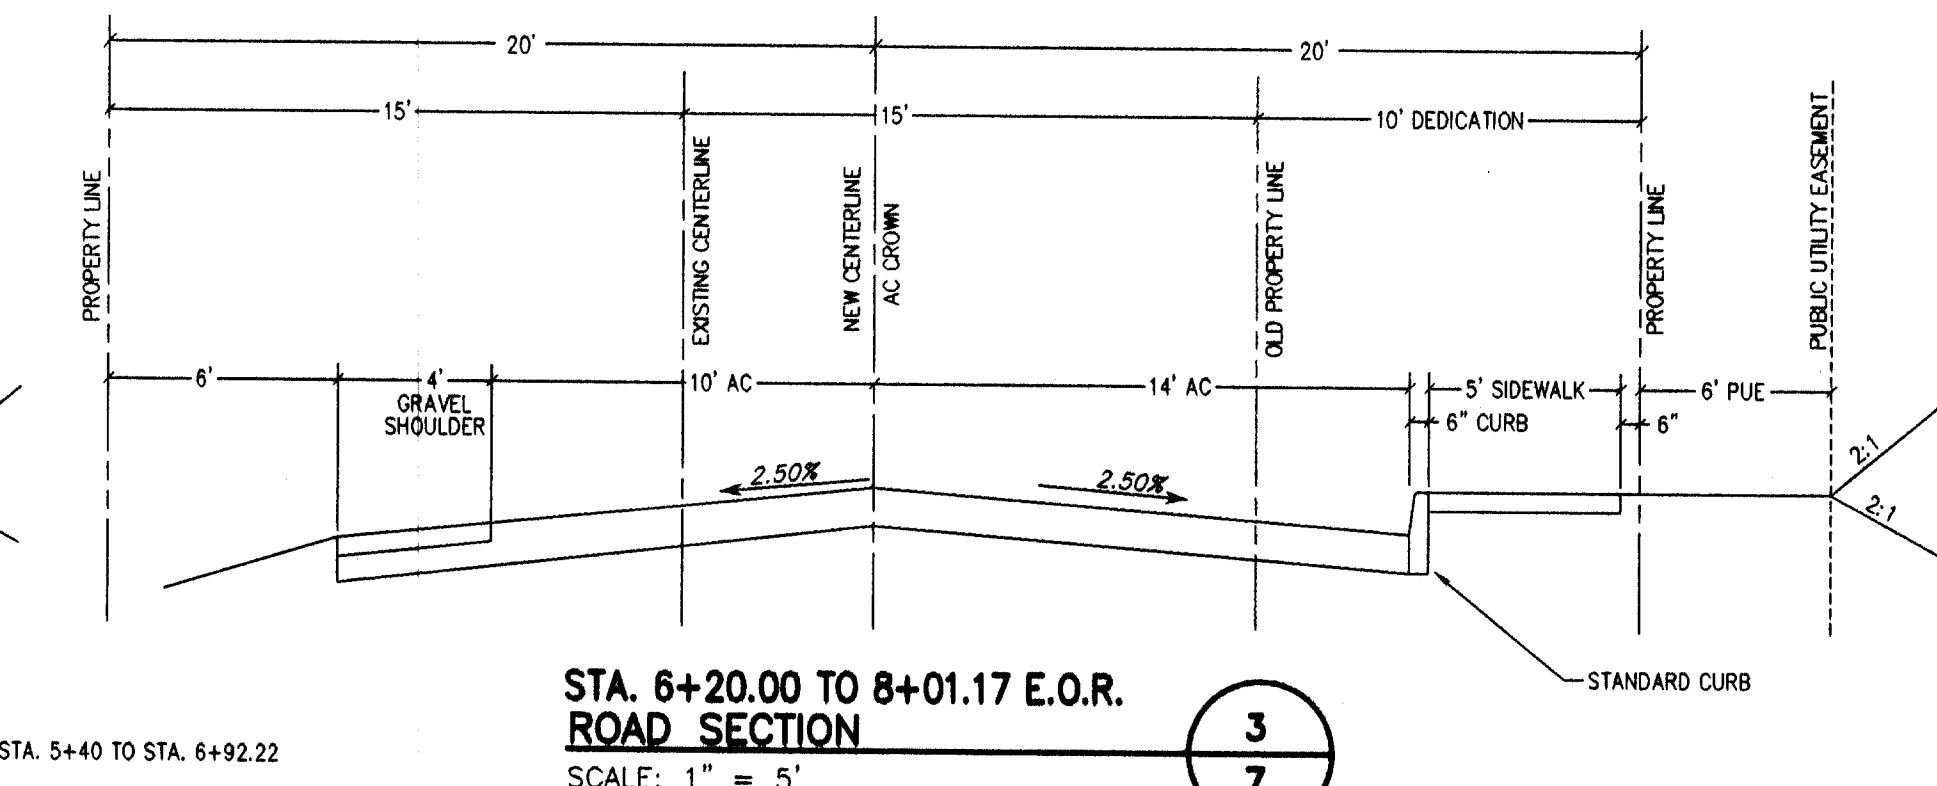 20'
20'
15'
15'
10' DEDICATION
PROPERTY LINE
EXISTING CENTERLINE
NEW CENTERLINE
AC CROWN
OLD PROPERTY LINE
PROPERTY LINE
PUBLIC UTILITY EASEMENT
6'
4'
GRAVEL
SHOULDER
10' AC
14' AC
5' SIDEWALK
6' PUE
6" CURB
6"
2.50%
2.50%
2:1
2:1
STANDARD CURB
STA. 6+20.00 TO 8+01.17 E.O.R.
ROAD SECTION
3
7
SCALE: 1" = 5'
STA. 5+40 TO STA. 6+92.22